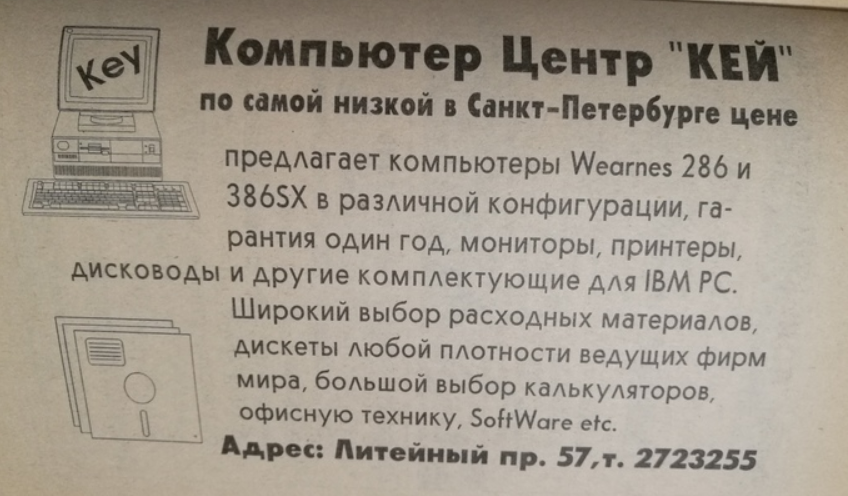 Key
Компьютер Центр "КЕЙ"
по самой низкой в Санкт-Петербурге цене
предлагает компьютеры Wearnes 286 и
386SX в различной конфигурации, га-
рантия один год, мониторы, принтеры,
дисководы и другие комплектующие для IBM PC.
Широкий выбор расходных материалов,
дискеты любой плотности ведущих фирм
мира, большой выбор калькуляторов,
офисную технику, SoftWare etc.
Адрес: Литейный пр. 57,т. 2723255